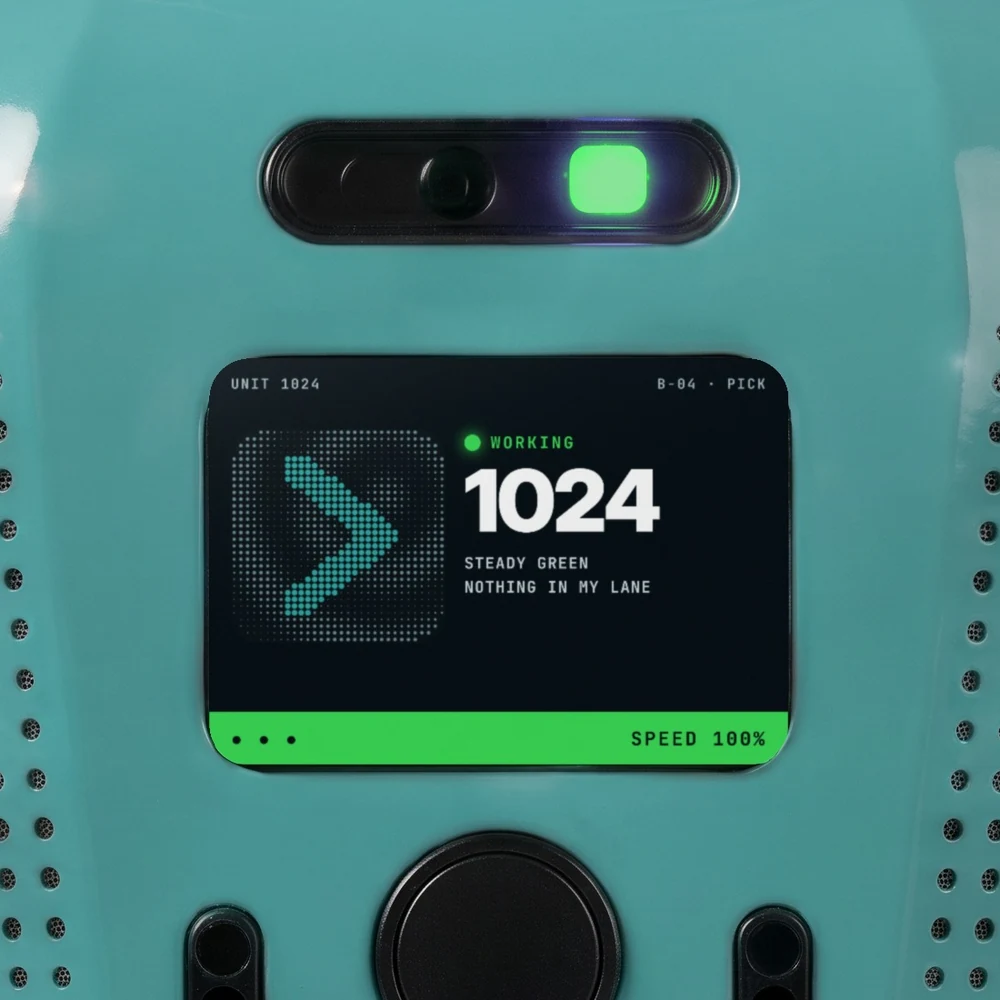 UNIT 1024
B-04 · PICK
WORKING
1024
STEADY GREEN
NOTHING IN MY LANE
SPEED 100%